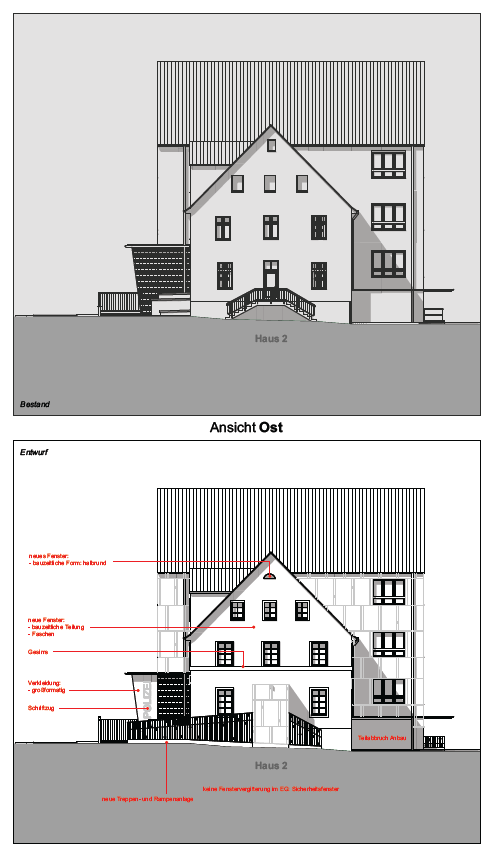 Haus 2
Bestand
Ansicht Ost
Entwurf
neues Fenster:
- bauzeitliche Form: halbrund
neue Fenster:
- bauzeitliche Teilung
- Faschen
Gesims
Verkleidung:
- großformatig
Schriftzug
Teilabbruch Anbau
Haus 2
keine Fenstervergitterung im EG: Sicherheitsfenster
neue Treppen- und Rampenanlage